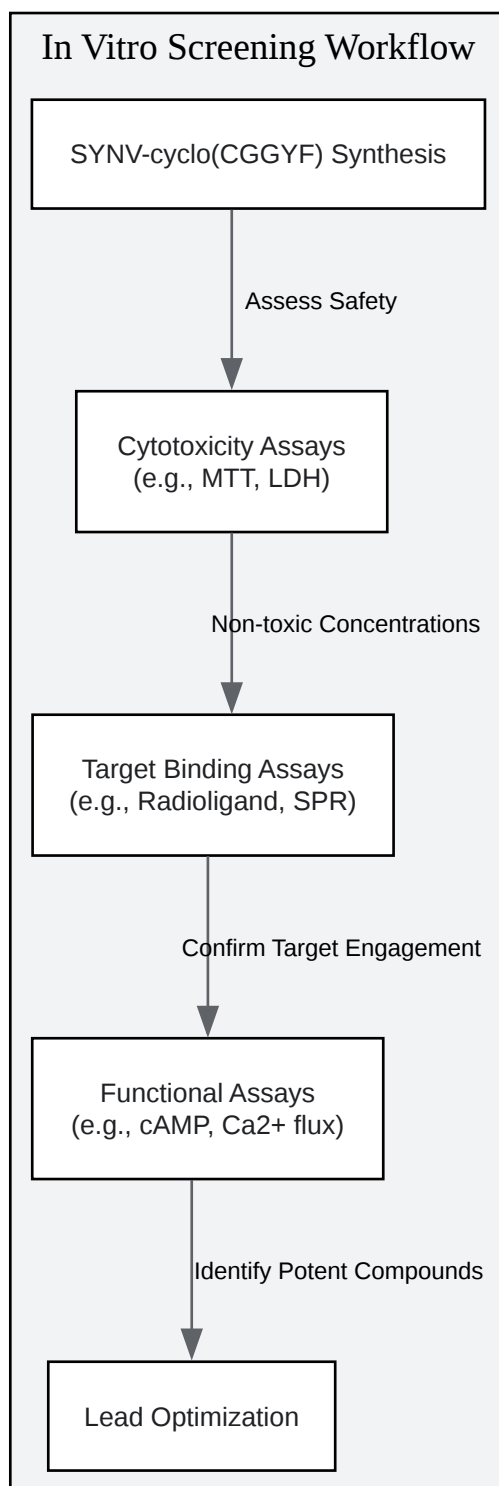 In Vitro Screening Workflow
SYNV-cyclo(CGGYF) Synthesis
Assess Safety
Cytotoxicity Assays
(e.g., MTT, LDH)
Non-toxic Concentrations
Target Binding Assays
(e.g., Radioligand, SPR)
Confirm Target Engagement
Functional Assays
(e.g., cAMP, Ca2+ flux)
Identify Potent Compounds
Lead Optimization